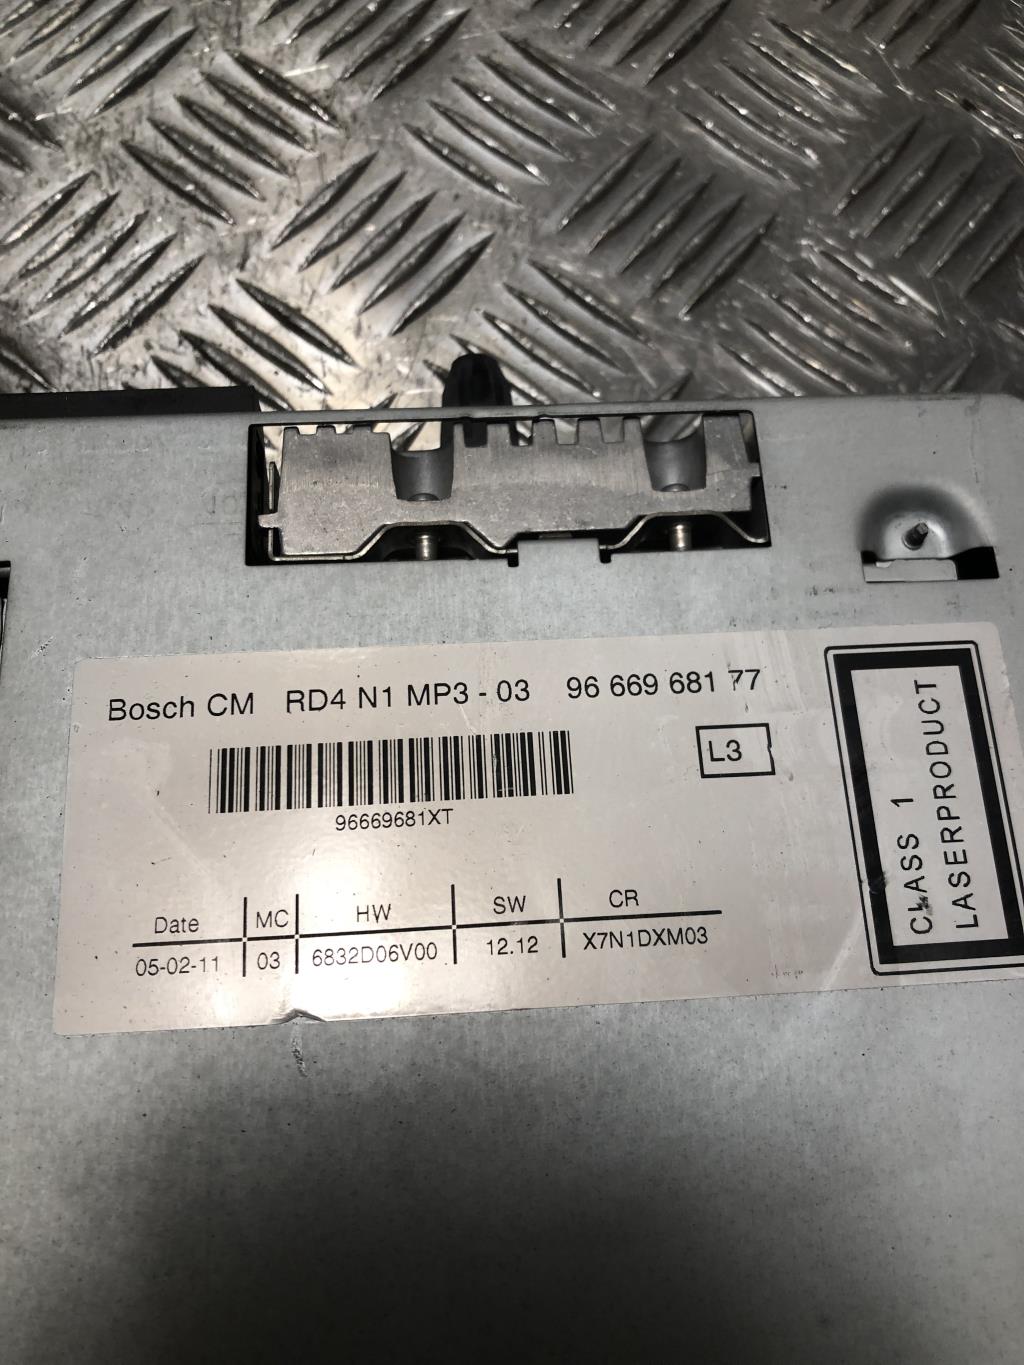 Bosch CM RD4 N1 MP3 - 03 96 669 681 77
L3
96669681XT
Date MC HW SW CR
05-02-11 03 6832D06V00 12.12 X7N1DXM03
CLASS 1
LASERPRODUCT